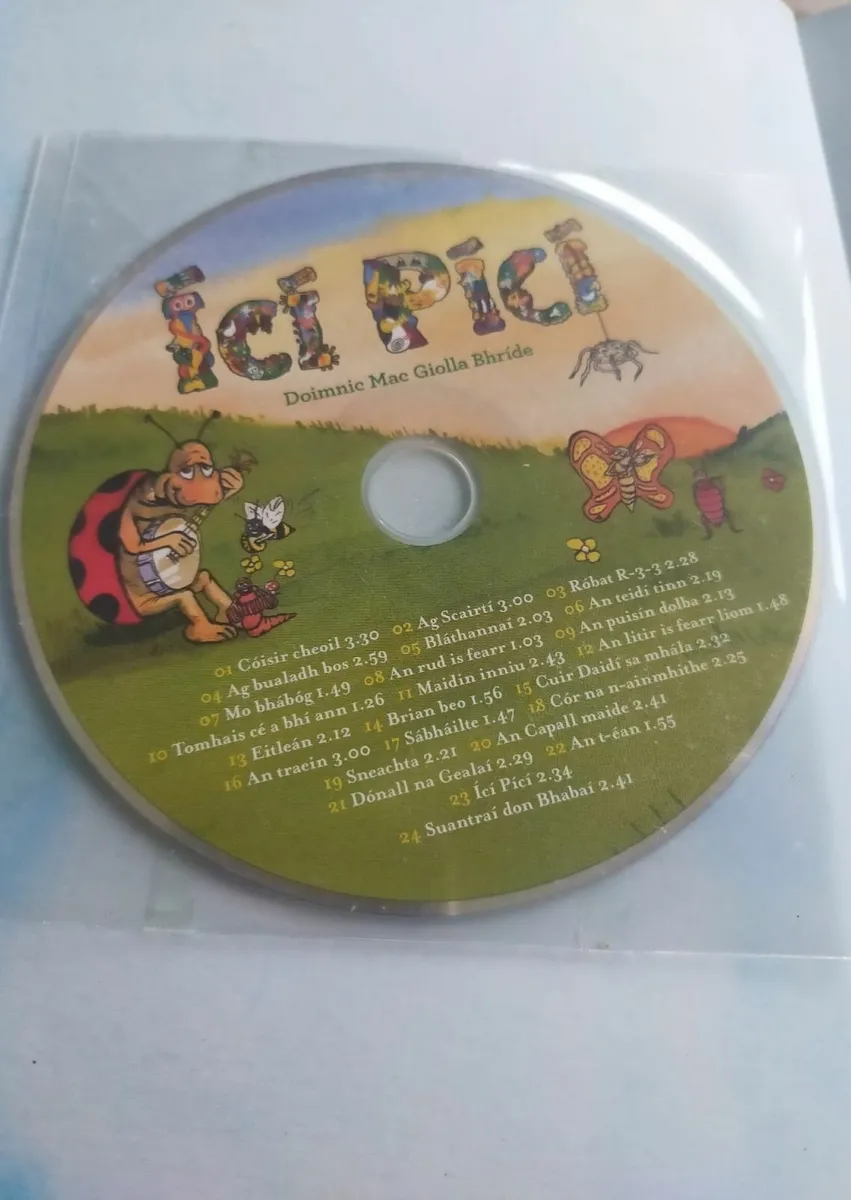 Ící Pící
Doimnic Mac Giolla Bhríde
01 Cóisir cheoil 3.30 02 Ag Scairtí 3.00 03 Róbat R-3-3 2.28
04 Ag bualadh bos 2.59 05 Bláthannaí 2.03 06 An teidí tinn 2.19
07 Mo bhábóg 1.49 08 An rud is fearr 1.03 09 An puisín dolba 2.13
10 Tomhais cé a bhí ann 1.26 11 Maidin inniu 2.43 12 An litir is fearr liom 1.48
13 Eitleán 2.12 14 Brian beo 1.56 15 Cuir Daidí sa mhála 2.32
16 An traein 3.00 17 Sábháilte 1.47 18 Cór na n-ainmhithe 2.25
19 Sneachta 2.21 20 An Capall maide 2.41
21 Dónall na Gealaí 2.29 22 An t-éan 1.55
23 Ící Pící 2.34
24 Suantraí don Bhabaí 2.41